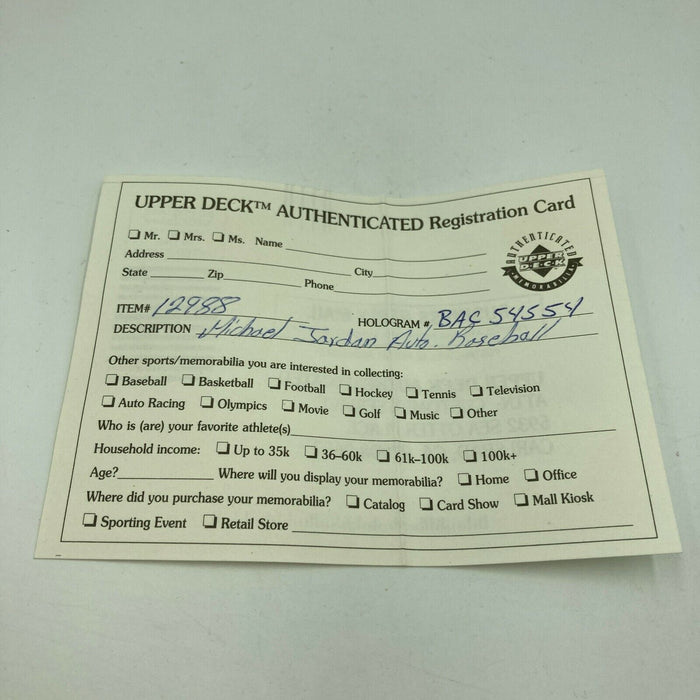 UPPER DECK™ AUTHENTICATED Registration Card
☐ Mr. ☐ Mrs. ☐ Ms. Name
Address
State Zip City
Phone
AUTHENTICATED
UPPER DECK
MEMORABILIA
ITEM# 12988 HOLOGRAM # BAC 54554
DESCRIPTION Michael Jordan Auto. Baseball
Other sports/memorabilia you are interested in collecting:
☐ Baseball ☐ Basketball ☐ Football ☐ Hockey ☐ Tennis ☐ Television
☐ Auto Racing ☐ Olympics ☐ Movie ☐ Golf ☐ Music ☐ Other
Who is (are) your favorite athlete(s)
Household income: ☐ Up to 35k ☐ 36–60k ☐ 61k–100k ☐ 100k+
Age? Where will you display your memorabilia? ☐ Home ☐ Office
Where did you purchase your memorabilia? ☐ Catalog ☐ Card Show ☐ Mall Kiosk
☐ Sporting Event ☐ Retail Store